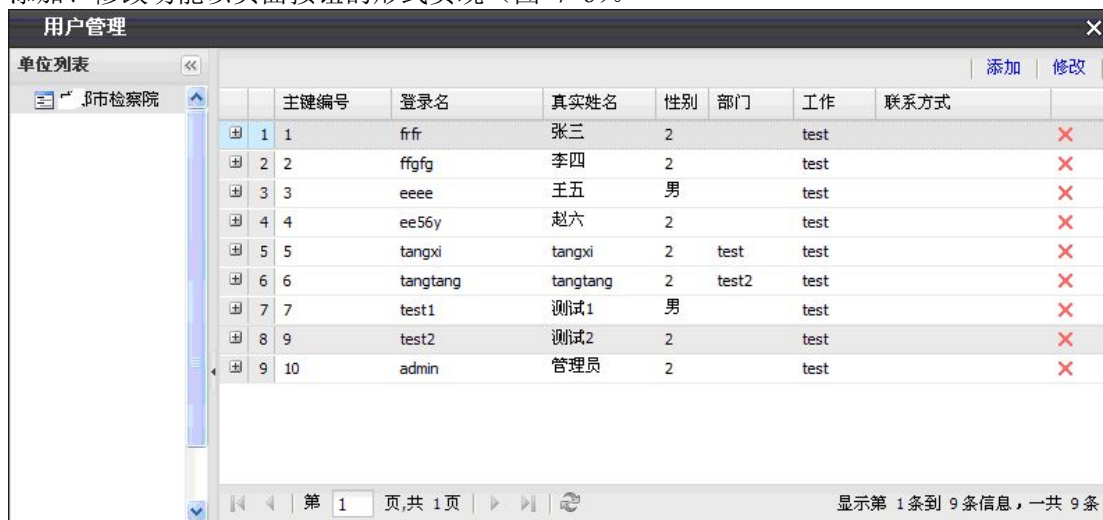 用户管理
单位列表
添加 修改
市检察院
主键编号 登录名 真实姓名 性别 部门 工作 联系方式
1 1 frfr 张三 2 test
2 2 ffgfg 李四 2 test
3 3 eeee 王五 男 test
4 4 ee56y 赵六 2 test
5 5 tangxi tangxi 2 test test
6 6 tangtang tangtang 2 test2 test
7 7 test1 测试1 男 test
8 9 test2 测试2 2 test
9 10 admin 管理员 2 test
第 1 页,共 1页 显示第 1条到 9条信息，一共 9条